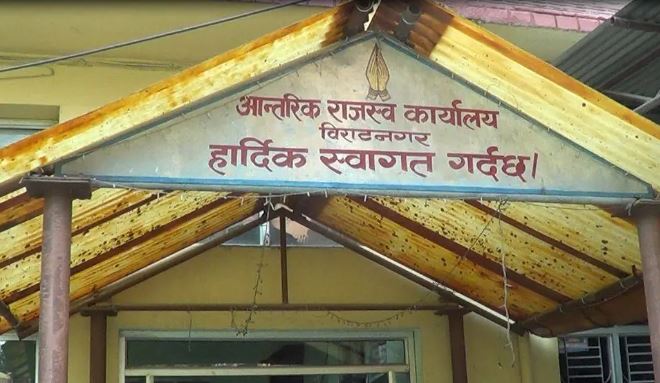 आन्तरिक राजस्व कार्यालय
विराटनगर
हार्दिक स्वागत गर्दछ।